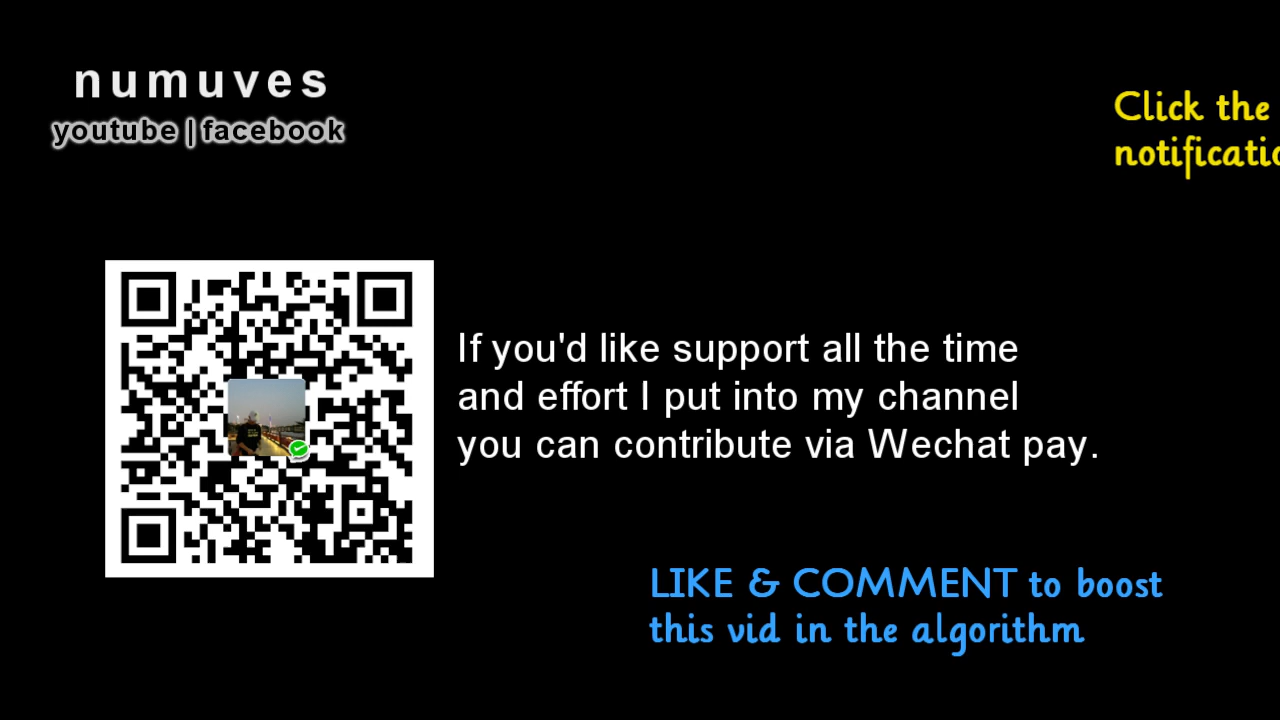 numuves
youtube | facebook
Click the
If you'd like support all the time
and effort I put into my channel
you can contribute via Wechat pay.
LIKE & COMMENT to boost
this vid in the algorithm